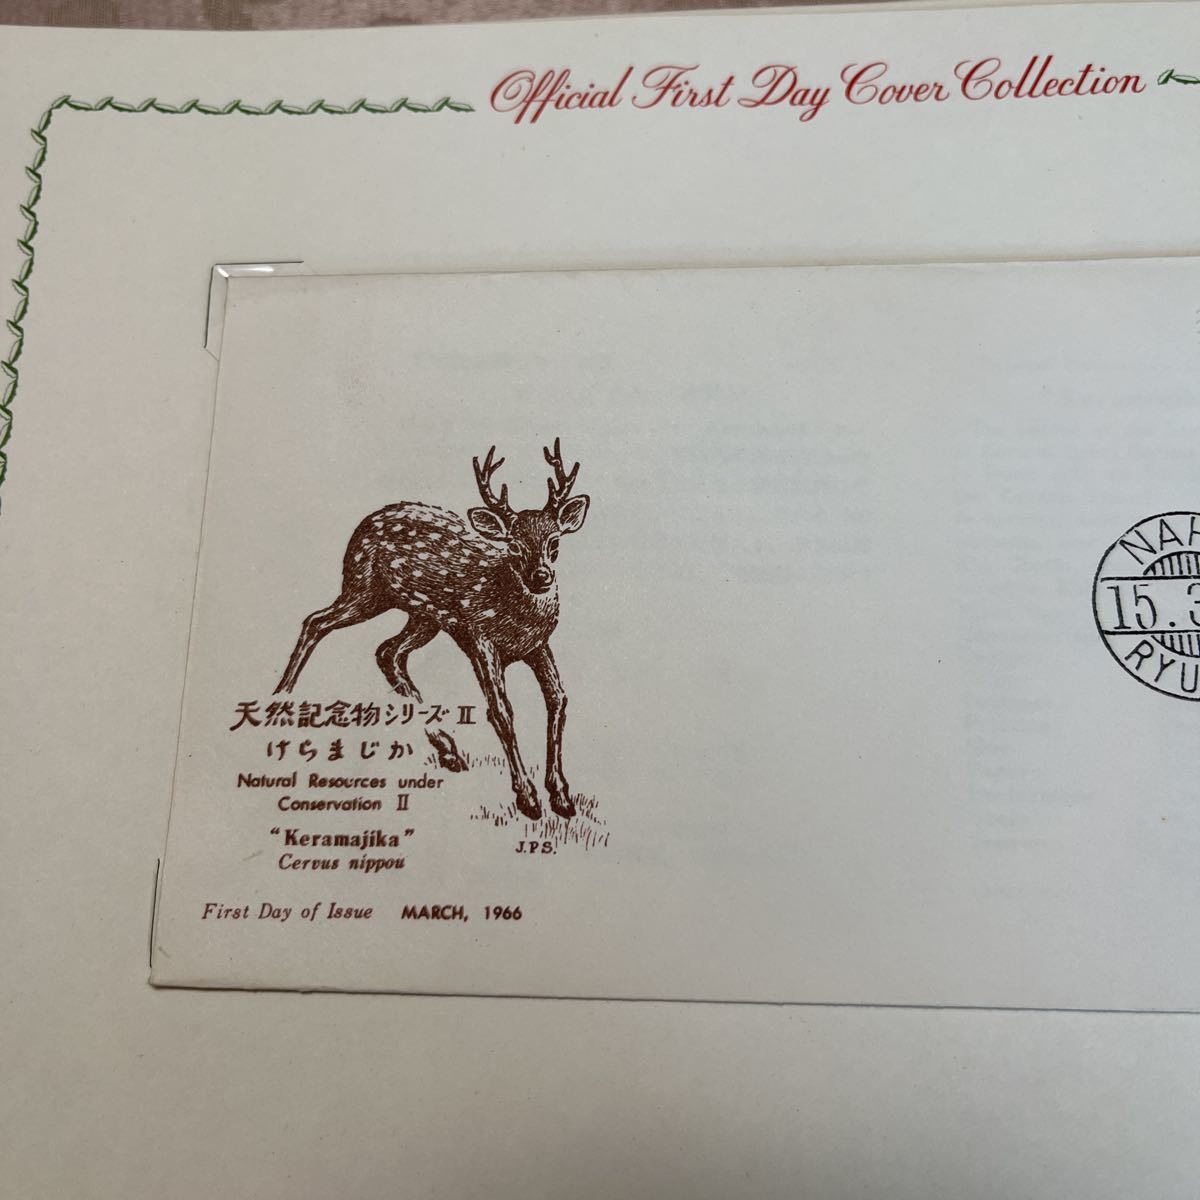 Official First Day Cover Collection
天然記念物シリーズ II
けらまじか
Natural Resources under
Conservation II
"Keramajika"
Cervus nippou
J.P.S.
First Day of Issue MARCH, 1966
NAH
15.3
RYU